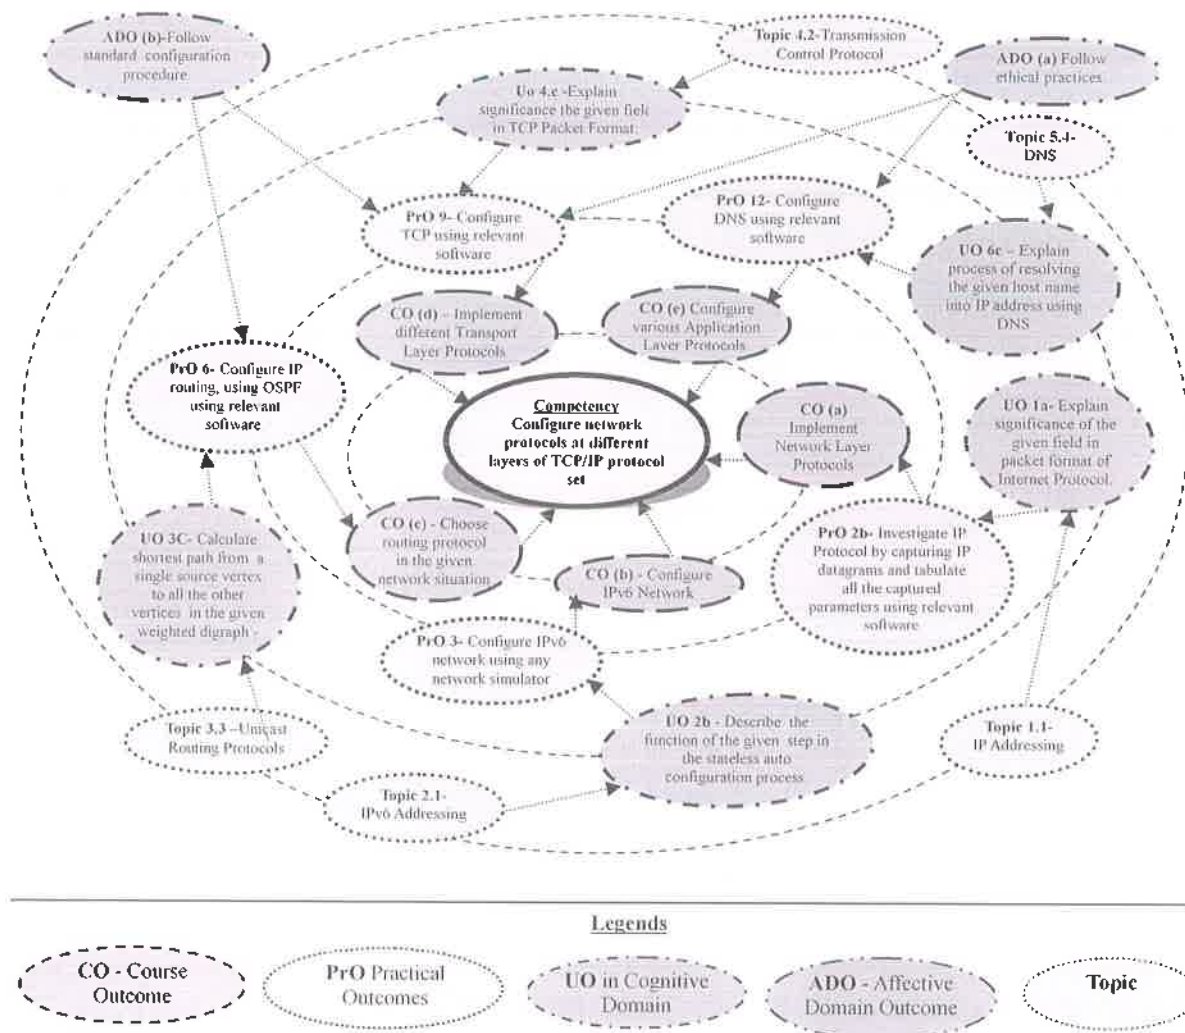 ADO (b)-Follow
standard configuration
procedure
Topic 4.2-Transmission
Control Protocol
ADO (a) Follow
ethical practices
Uo 4.e -Explain
significance the given field
in TCP Packet Format.
Topic 5.4-
DNS
PrO 9- Configure
TCP using relevant
software
PrO 12- Configure
DNS using relevant
software
UO 6c – Explain
process of resolving
the given host name
into IP address using
DNS
CO (d) – Implement
different Transport
Layer Protocols
CO (e) Configure
various Application
Layer Protocols
PrO 6- Configure IP
routing, using OSPF
using relevant
software
Competency
Configure network
protocols at different
layers of TCP/IP protocol
set
CO (a)
Implement
Network Layer
Protocols
UO 1a- Explain
significance of the
given field in
packet format of
Internet Protocol.
UO 3C- Calculate
shortest path from a
single source vertex
to all the other
vertices in the given
weighted digraph -
CO (c) - Choose
routing protocol
in the given
network situation
CO (b) - Configure
IPv6 Network
PrO 2b- Investigate IP
Protocol by capturing IP
datagrams and tabulate
all the captured
parameters using relevant
software
PrO 3- Configure IPv6
network using any
network simulator
Topic 3.3 –Unicast
Routing Protocols
UO 2b - Describe the
function of the given step in
the stateless auto
configuration process
Topic 1.1-
IP Addressing
Topic 2.1-
IPv6 Addressing
Legends
CO - Course
Outcome
PrO Practical
Outcomes
UO in Cognitive
Domain
ADO - Affective
Domain Outcome
Topic